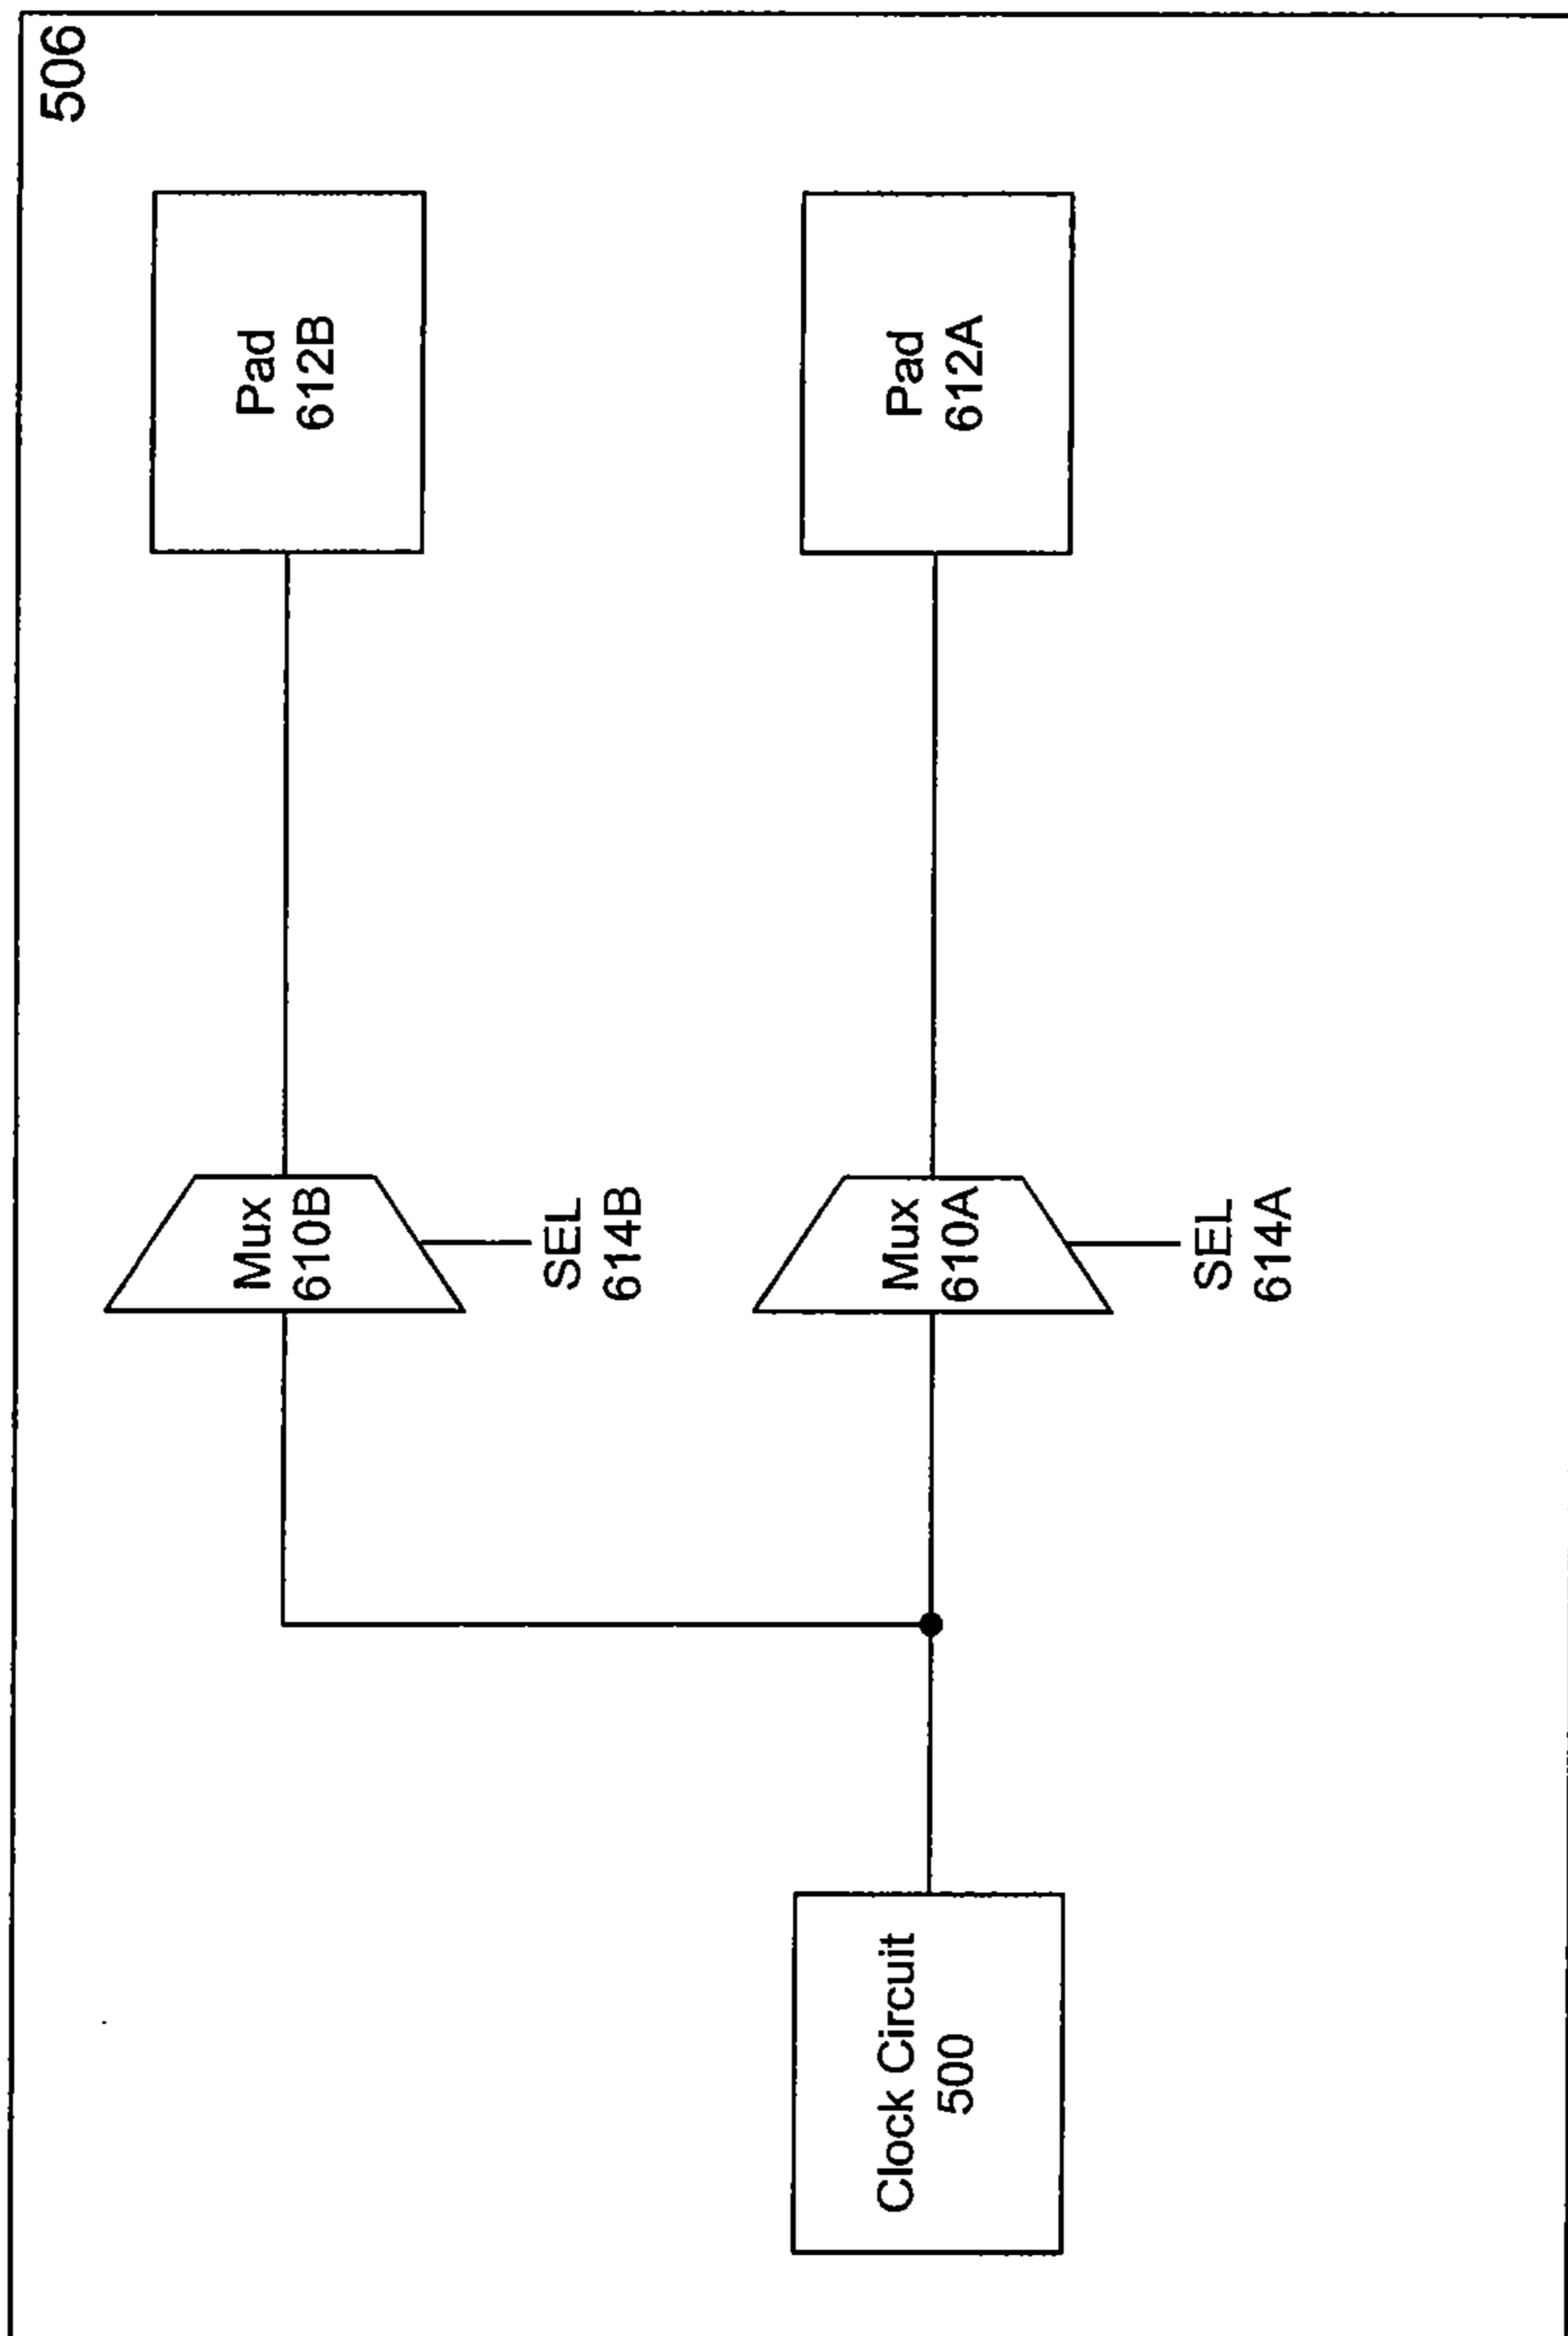 506
Pad
612B
Mux
610B
SEL
614B
Pad
612A
Mux
610A
SEL
614A
Clock Circuit
500